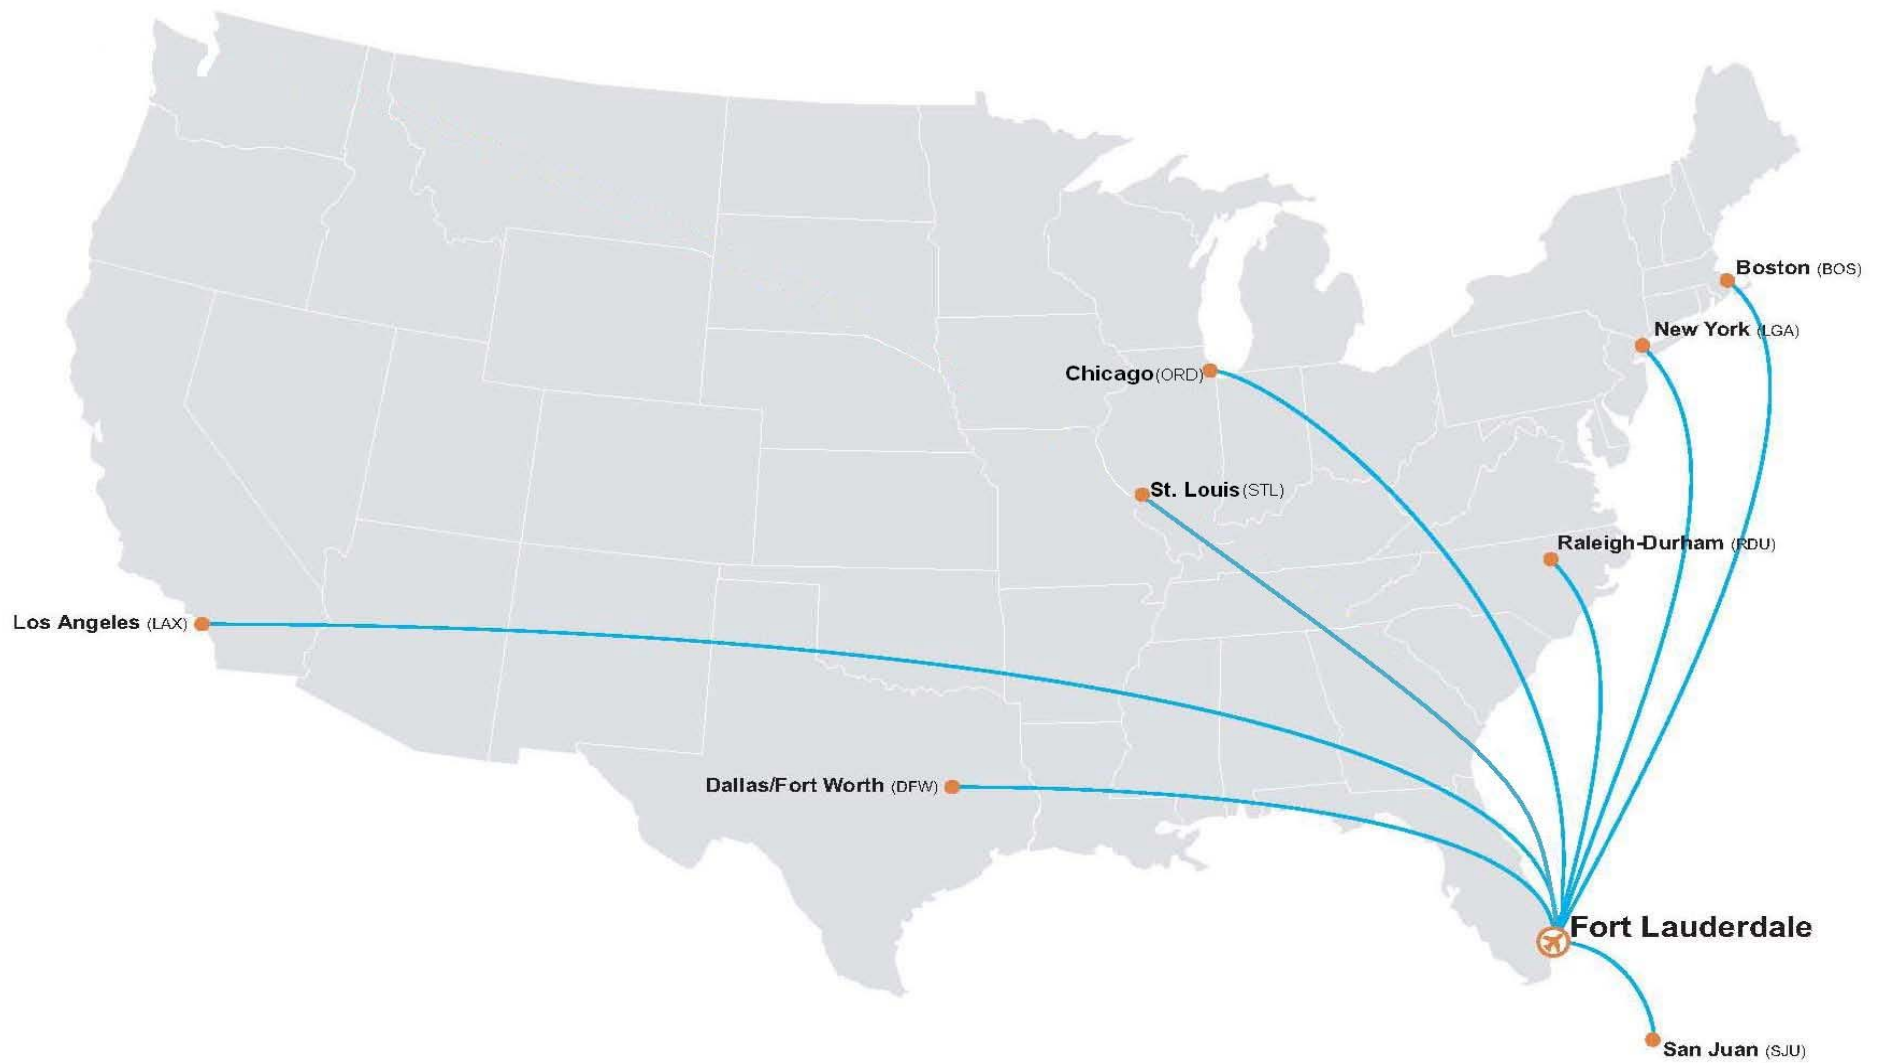 Boston (BOS)
New York (LGA)
Chicago (ORD)
St. Louis (STL)
Raleigh-Durham (RDU)
Los Angeles (LAX)
Dallas/Fort Worth (DFW)
Fort Lauderdale
San Juan (SJU)